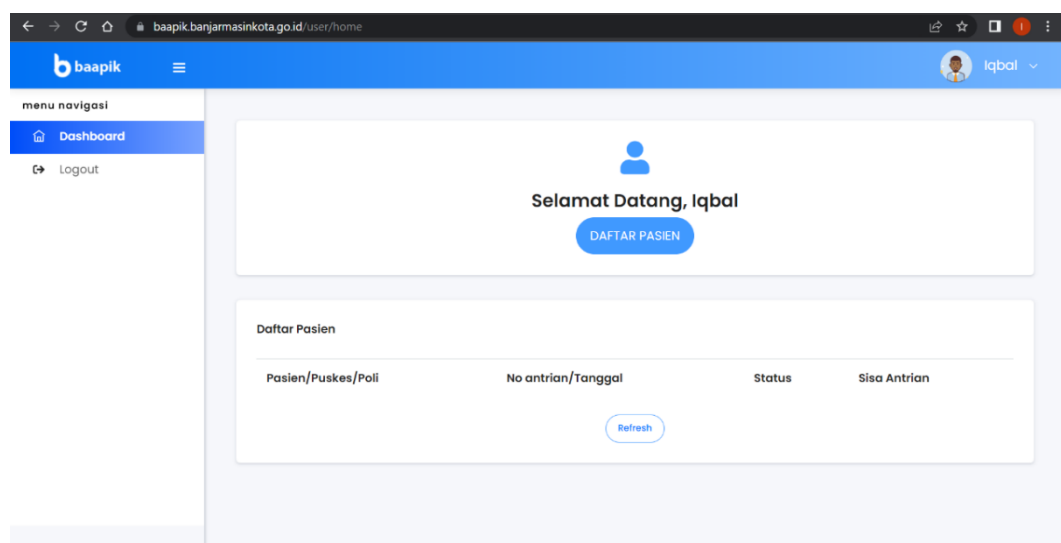 baapik.banjarmasinkota.go.id/user/home
I
baapik
Iqbal
menu navigasi
Dashboard
Logout
Selamat Datang, Iqbal
DAFTAR PASIEN
Daftar Pasien
Pasien/Puskes/Poli No antrian/Tanggal Status Sisa Antrian
Refresh